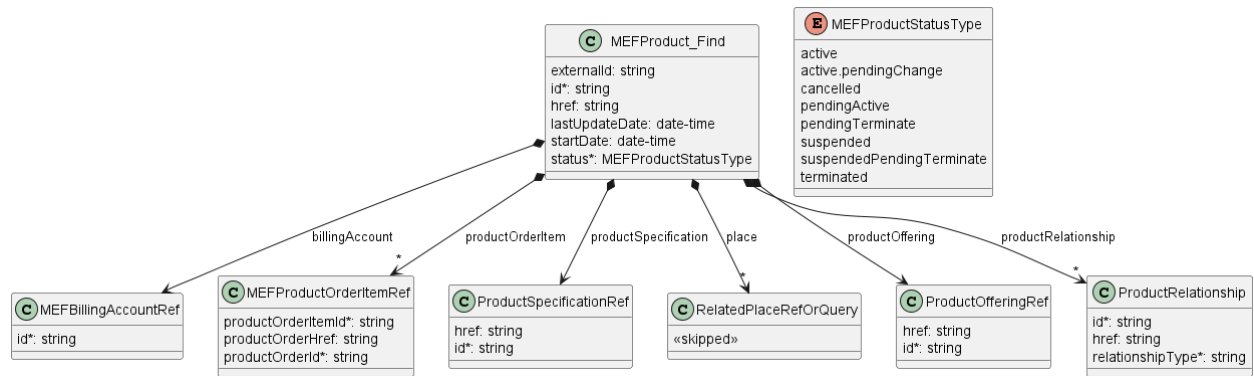 C MEFProduct_Find
externalId: string
id*: string
href: string
lastUpdateDate: date-time
startDate: date-time
status*: MEFProductStatusType
E MEFProductStatusType
active
active.pendingChange
cancelled
pendingActive
pendingTerminate
suspended
suspendedPendingTerminate
terminated
billingAccount
productOrderItem
*
productSpecification
place
*
productOffering
productRelationship
*
C MEFBillingAccountRef
id*: string
C MEFProductOrderItemRef
productOrderItemId*: string
productOrderHref: string
productOrderId*: string
C ProductSpecificationRef
href: string
id*: string
C RelatedPlaceRefOrQuery
«skipped»
C ProductOfferingRef
href: string
id*: string
C ProductRelationship
id*: string
href: string
relationshipType*: string